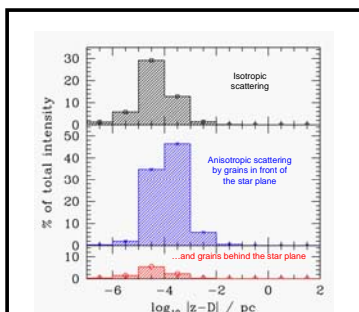 30
20
10
0
Isotropic
scattering
% of total intensity
50
40
30
20
10
0
Anisotropic scattering
by grains in front of
the star plane
10
0
...and grains behind the star plane
−6 −4 −2 0 2
log₁₀ |z−D| / pc